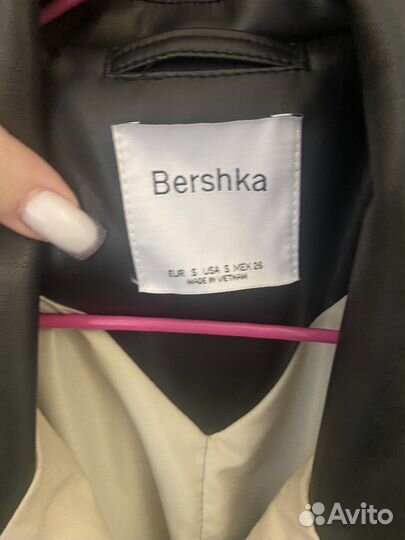 Bershka
EUR S USA S MEX 26
MADE IN VIETNAM
Avito